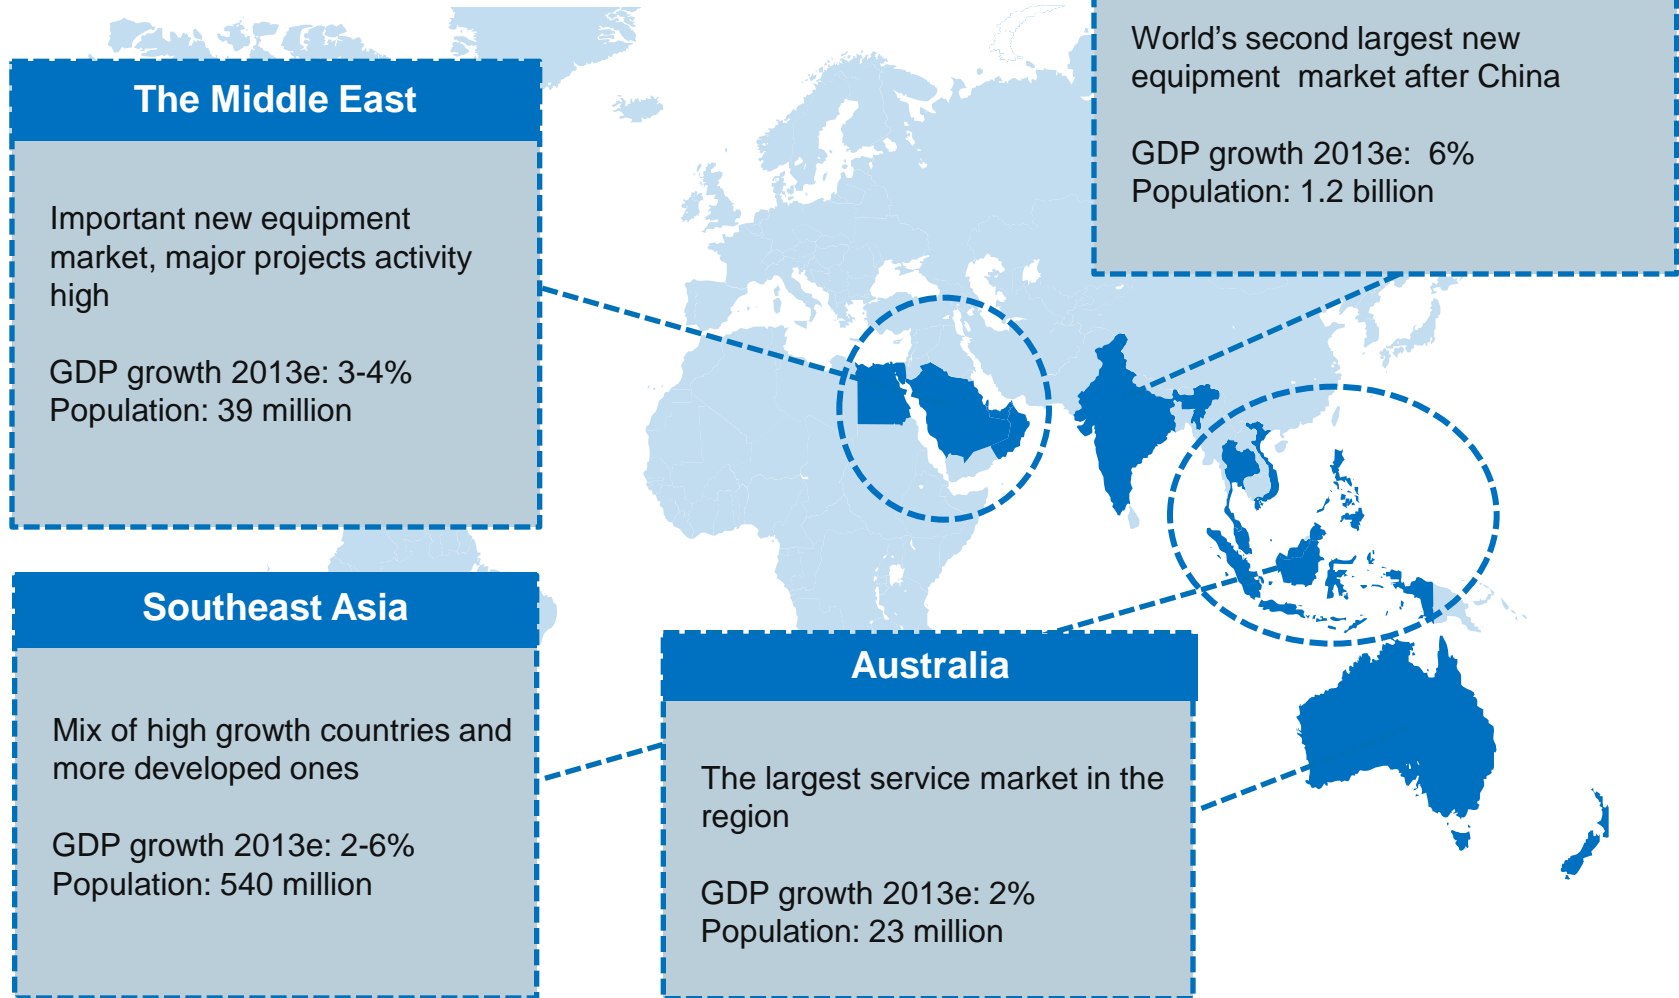 The Middle East
Important new equipment
market, major projects activity
high
GDP growth 2013e: 3-4%
Population: 39 million
World's second largest new
equipment  market after China
GDP growth 2013e:  6%
Population: 1.2 billion
Southeast Asia
Mix of high growth countries and
more developed ones
GDP growth 2013e: 2-6%
Population: 540 million
Australia
The largest service market in the
region
GDP growth 2013e: 2%
Population: 23 million